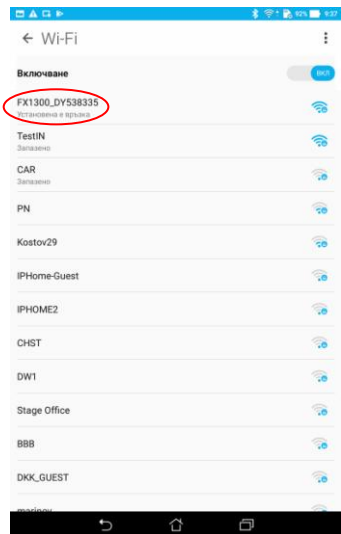 92% 9:37
Wi-Fi
Включване
ВКЛ
FX1300_DY538335
Установена е връзка
TestIN
Запазено
CAR
Запазено
PN
Kostov29
IPHome-Guest
IPHOME2
CHST
DW1
Stage Office
BBB
DKK_GUEST
marinov